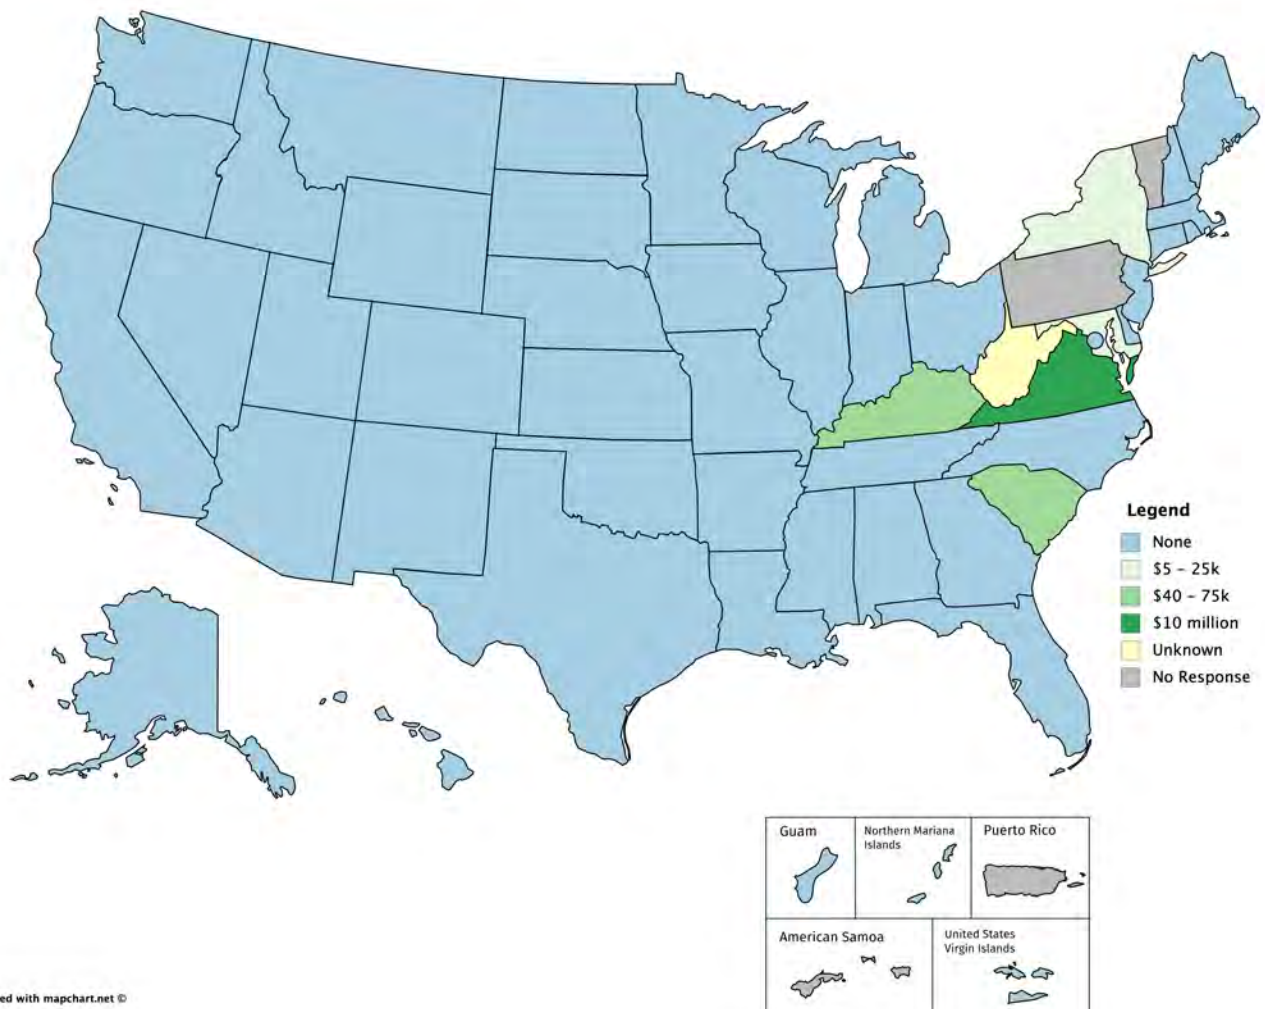 Legend
None
$5 – 25k
$40 – 75k
$10 million
Unknown
No Response
Guam
Northern Mariana
Islands
Puerto Rico
American Samoa
United States
Virgin Islands
ed with mapchart.net ©